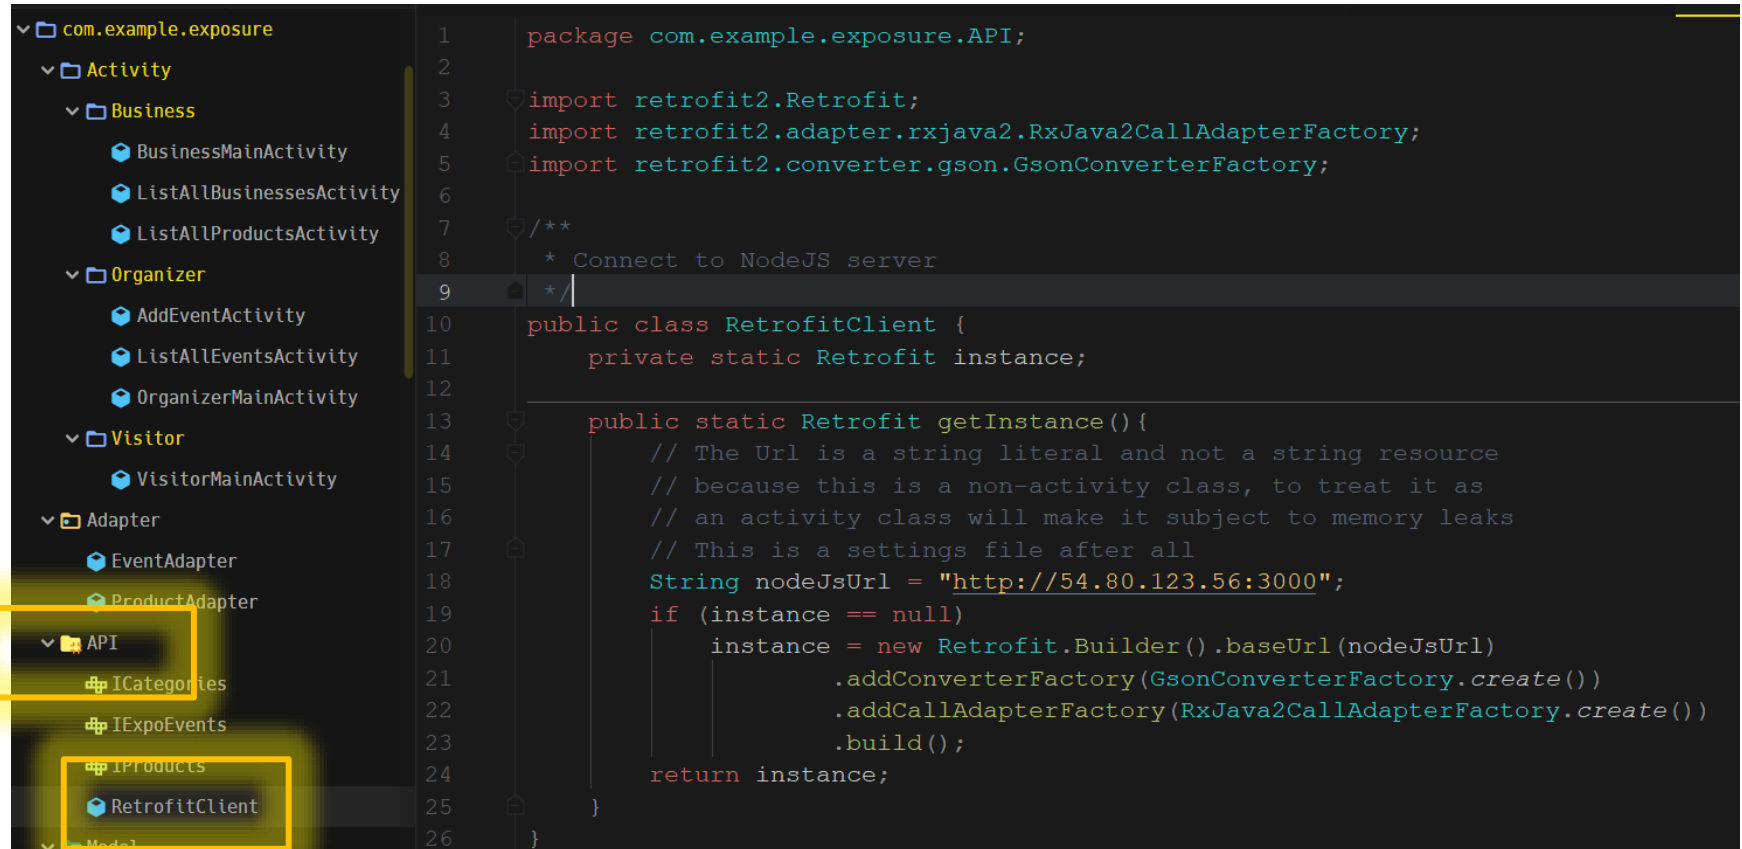 com.example.exposure
Activity
Business
BusinessMainActivity
ListAllBusinessesActivity
ListAllProductsActivity
Organizer
AddEventActivity
ListAllEventsActivity
OrganizerMainActivity
Visitor
VisitorMainActivity
Adapter
EventAdapter
ProductAdapter
API
ICategories
IExpoEvents
IProducts
RetrofitClient
Model
1 package com.example.exposure.API;
2
3 import retrofit2.Retrofit;
4 import retrofit2.adapter.rxjava2.RxJava2CallAdapterFactory;
5 import retrofit2.converter.gson.GsonConverterFactory;
6
7 /**
8 * Connect to NodeJS server
9 */
10 public class RetrofitClient {
11 private static Retrofit instance;
12
13 public static Retrofit getInstance(){
14 // The Url is a string literal and not a string resource
15 // because this is a non-activity class, to treat it as
16 // an activity class will make it subject to memory leaks
17 // This is a settings file after all
18 String nodeJsUrl = "http://54.80.123.56:3000";
19 if (instance == null)
20 instance = new Retrofit.Builder().baseUrl(nodeJsUrl)
21 .addConverterFactory(GsonConverterFactory.create())
22 .addCallAdapterFactory(RxJava2CallAdapterFactory.create())
23 .build();
24 return instance;
25 }
26 }